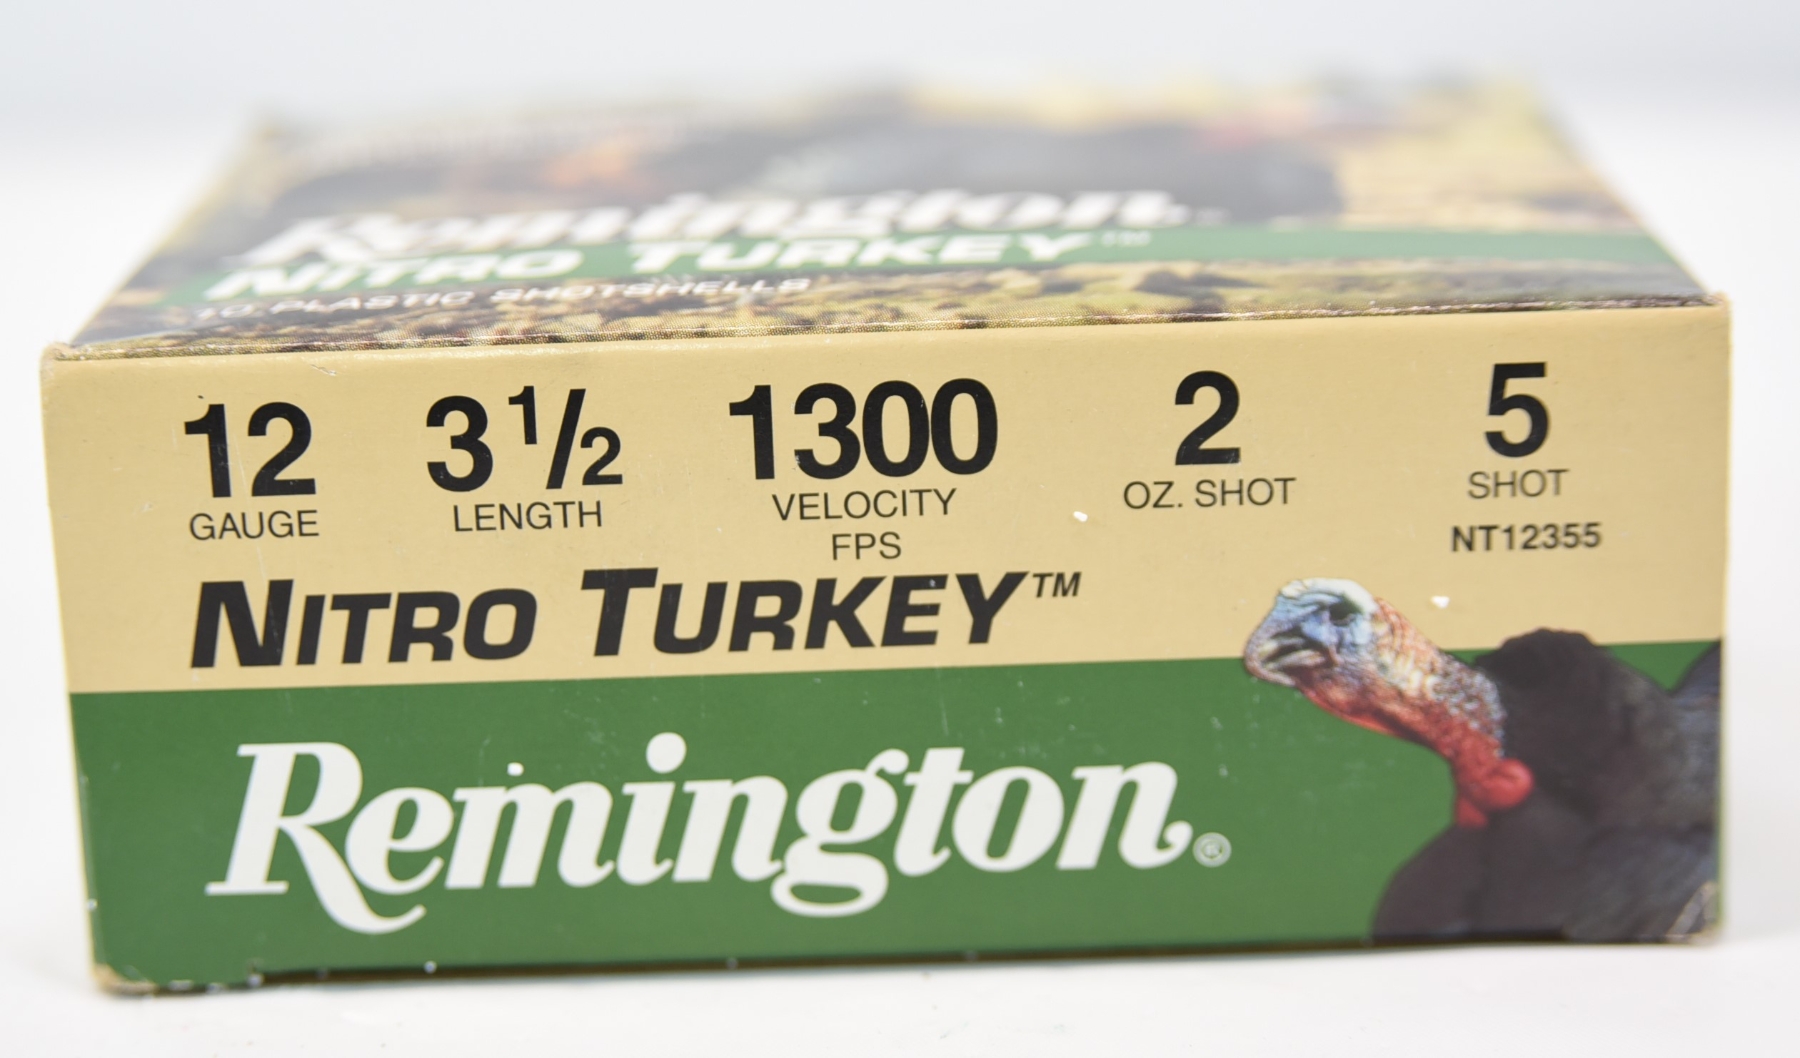 Remington
NITRO TURKEY™
10 PLASTIC SHOTSHELLS
12 3 1/2 1300 2 5
GAUGE LENGTH VELOCITY FPS OZ. SHOT SHOT
NT12355
NITRO TURKEY™
Remington®